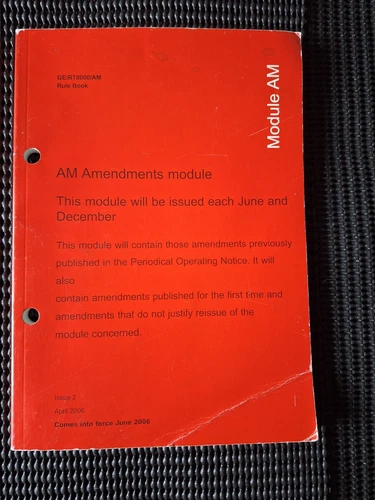 GE/RT8000/AM
Rule Book
Module AM
AM Amendments module
This module will be issued each June and
December
This module will contain those amendments previously
published in the Periodical Operating Notice. It will
also
contain amendments published for the first time and
amendments that do not justify reissue of the
module concerned.
Issue 2
April 2006
Comes into force June 2006